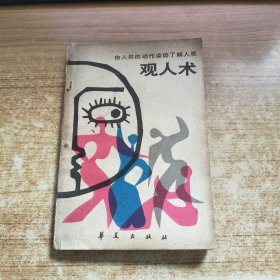 由人类的动作姿势了解人类
观人术
华夏出版社